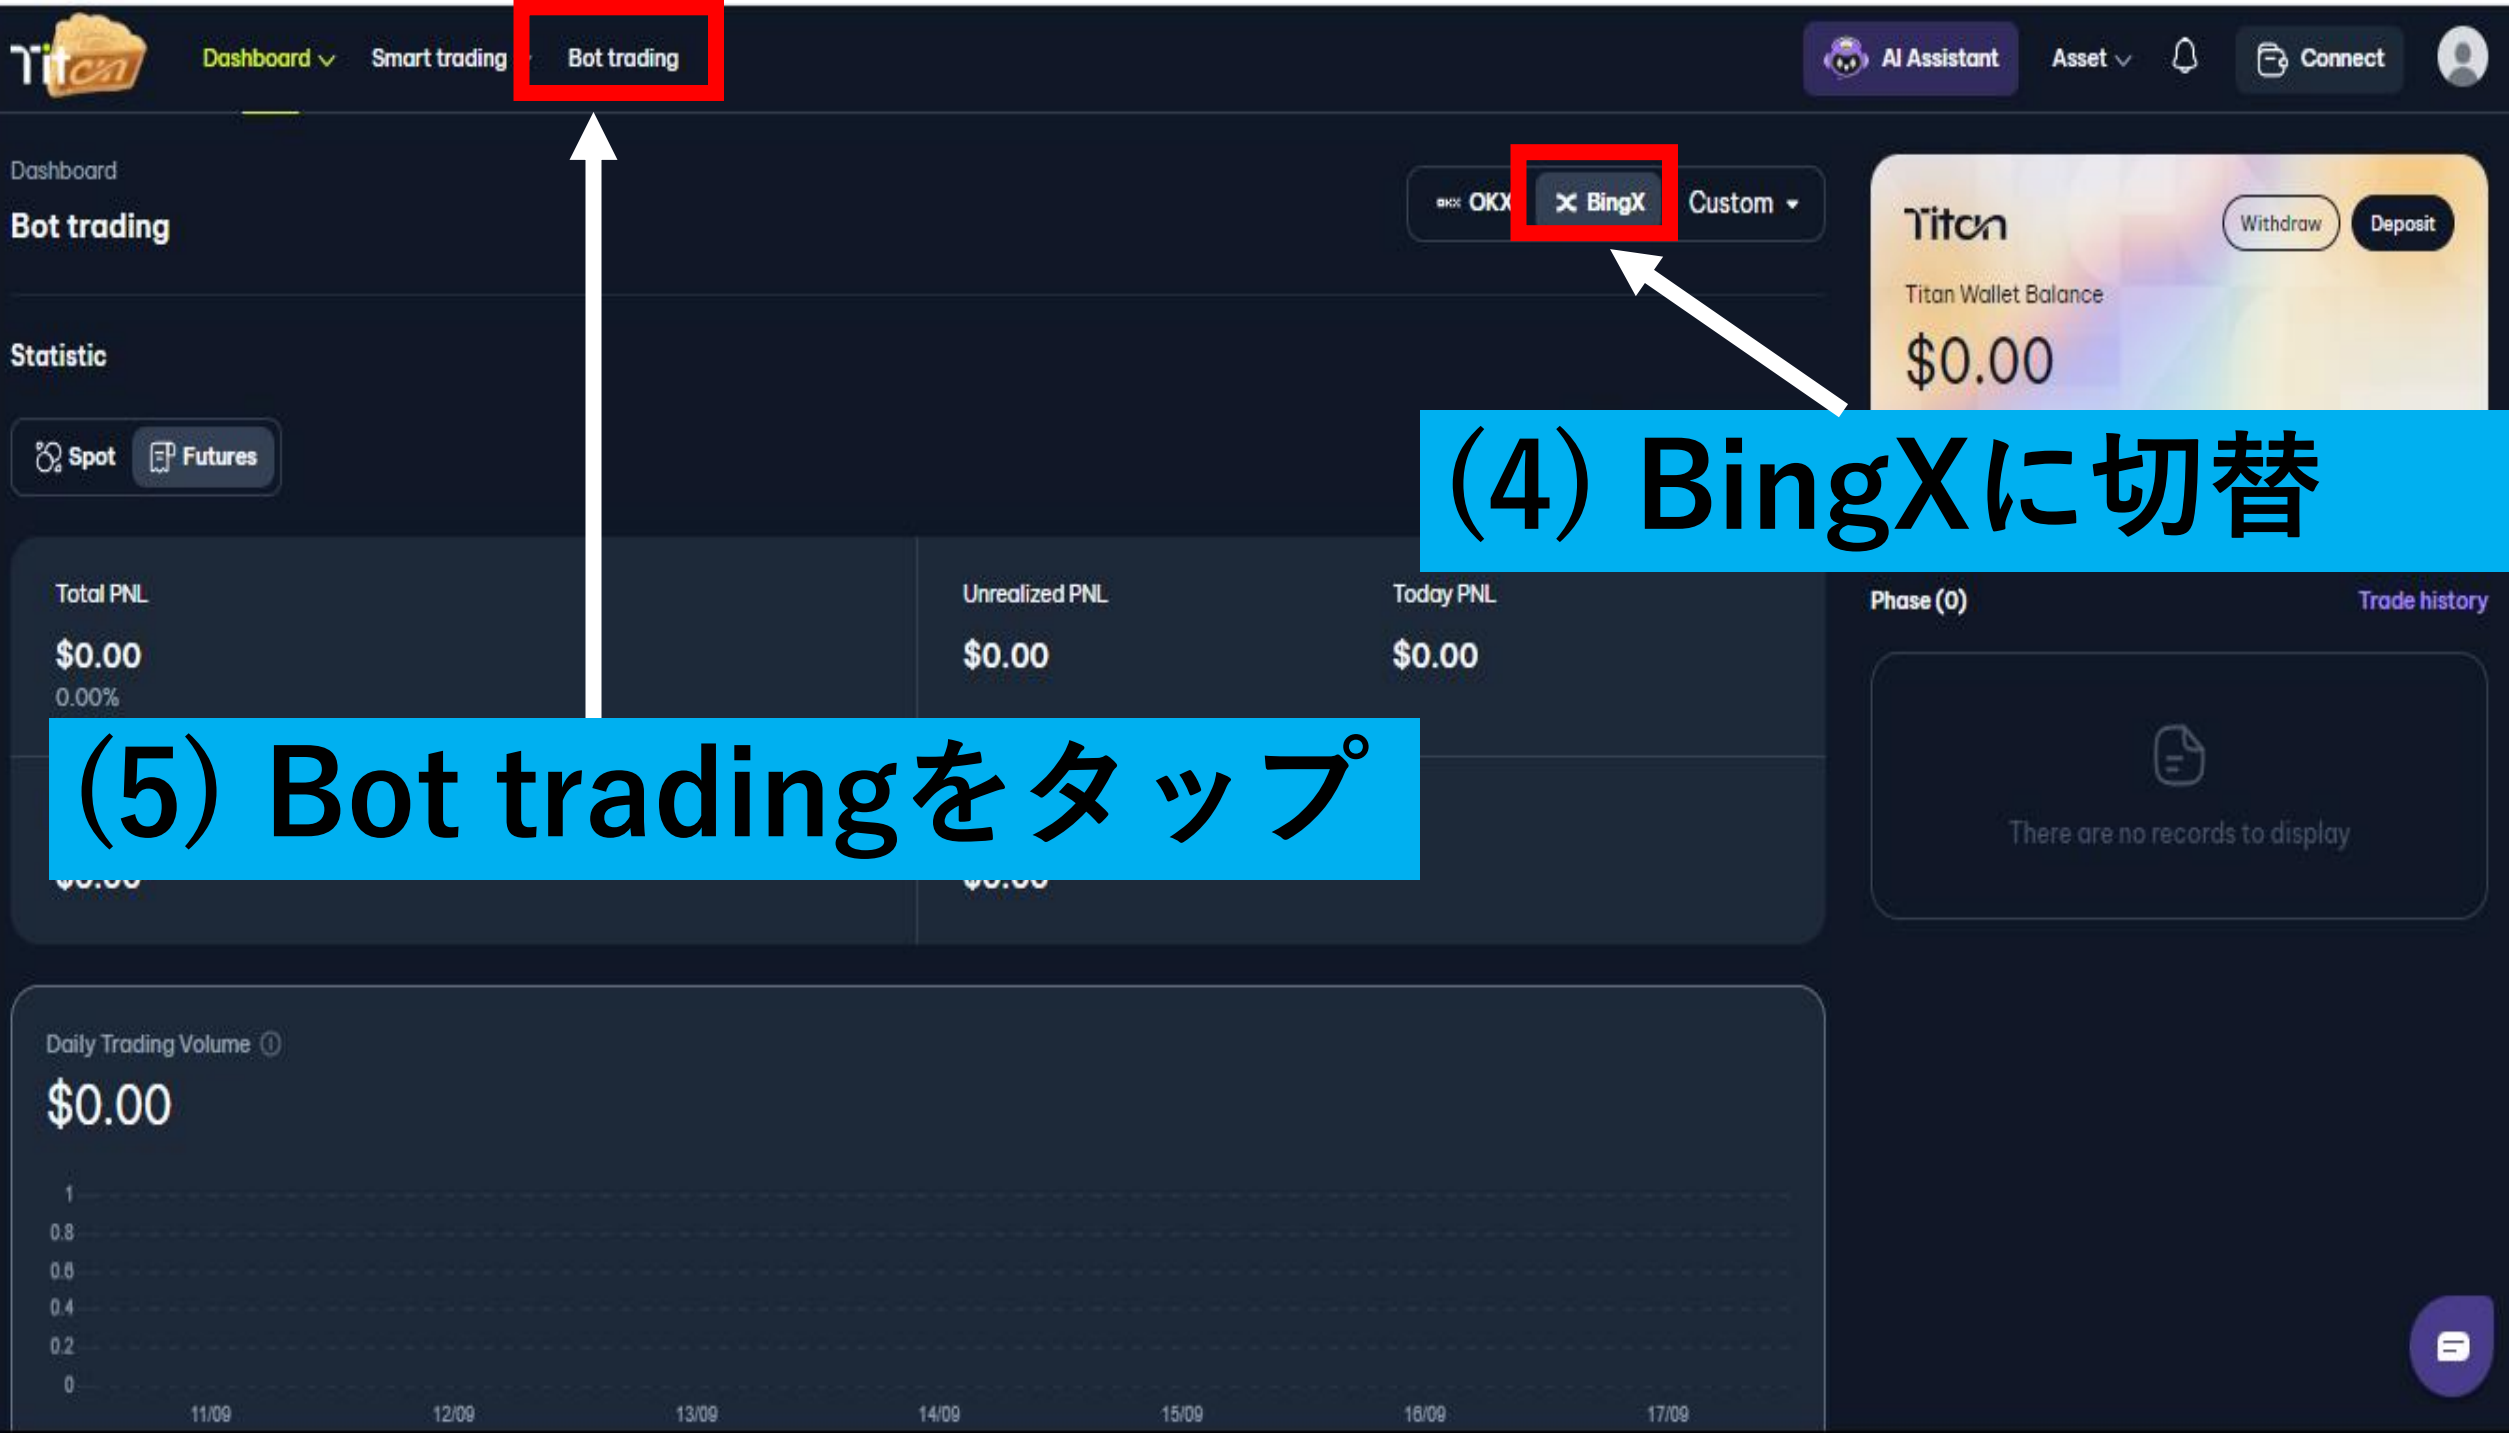 Titan
Dashboard
Smart trading
Bot trading
AI Assistant
Asset
Connect
Dashboard
Bot trading
OKX
BingX
Custom
Titan
Withdraw
Deposit
Titan Wallet Balance
$0.00
Statistic
Spot
Futures
(4) BingXに切替
Total PNL
$0.00
0.00%
Unrealized PNL
$0.00
Today PNL
$0.00
Phase (0)
Trade history
(5) Bot tradingをタップ
$0.00
$0.00
There are no records to display
Daily Trading Volume
$0.00
1
0.8
0.6
0.4
0.2
0
11/09
12/09
13/09
14/09
15/09
16/09
17/09